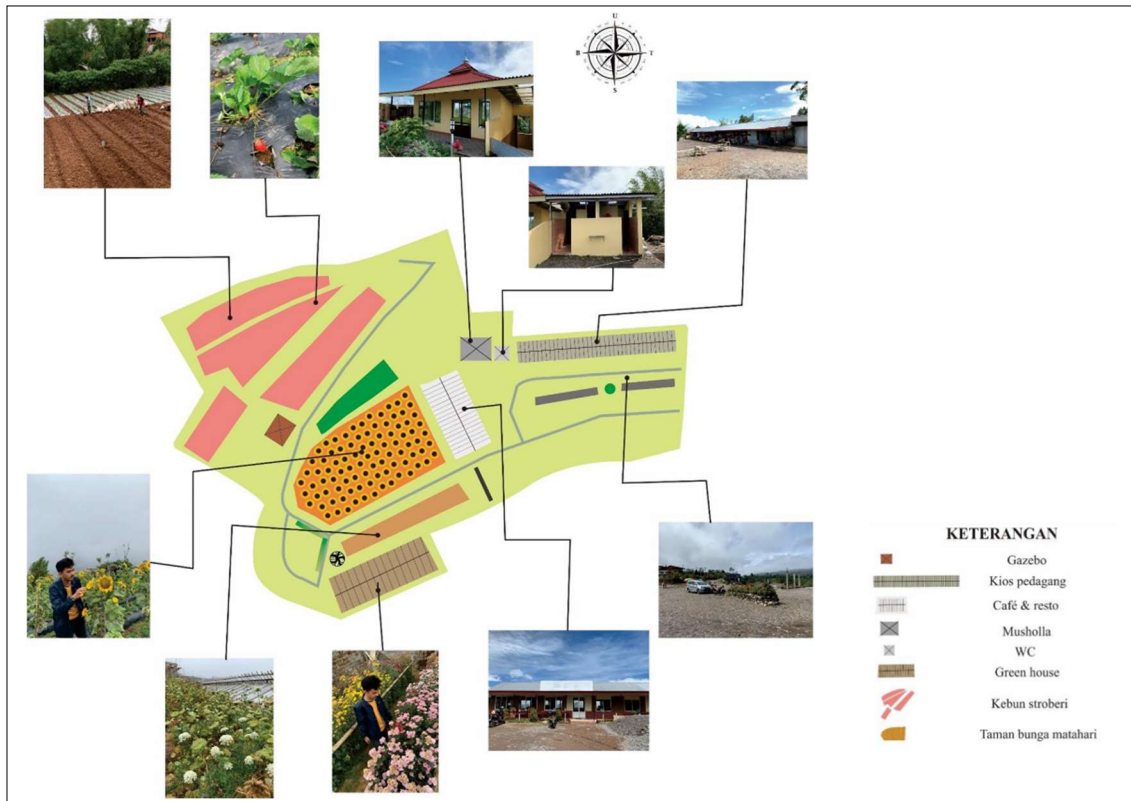 U
B
T
S
KETERANGAN
Gazebo
Kios pedagang
Café & resto
Musholla
WC
Green house
Kebun stroberi
Taman bunga matahari